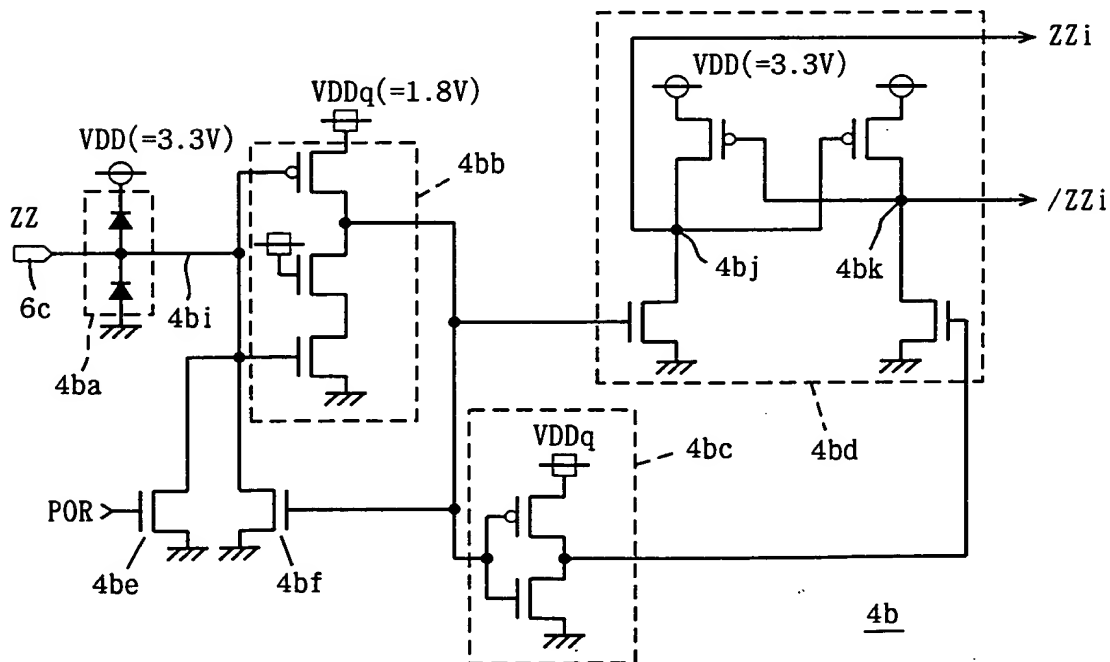 ZZi
VDD(=3.3V)
VDDq(=1.8V)
VDD(=3.3V)
4bb
ZZ
/ZZi
6c
4bi
4bj
4bk
4ba
VDDq
4bc
4bd
POR
4be
4bf
4b